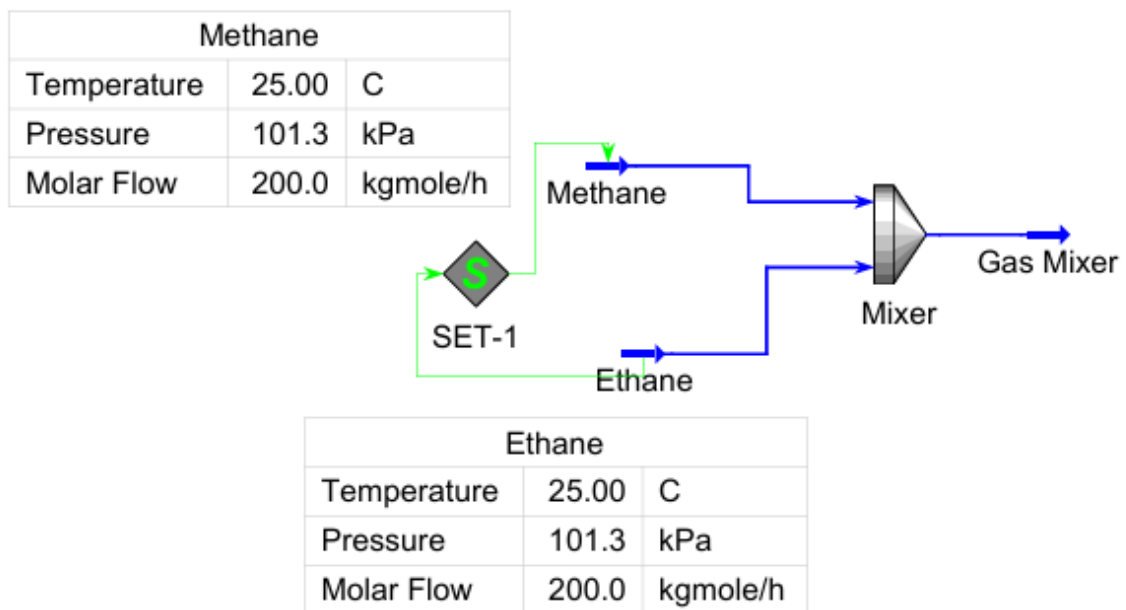 Methane
Temperature 25.00 C
Pressure 101.3 kPa
Molar Flow 200.0 kgmole/h
Methane
Gas Mixer
Mixer
S
SET-1
Ethane
Ethane
Temperature 25.00 C
Pressure 101.3 kPa
Molar Flow 200.0 kgmole/h